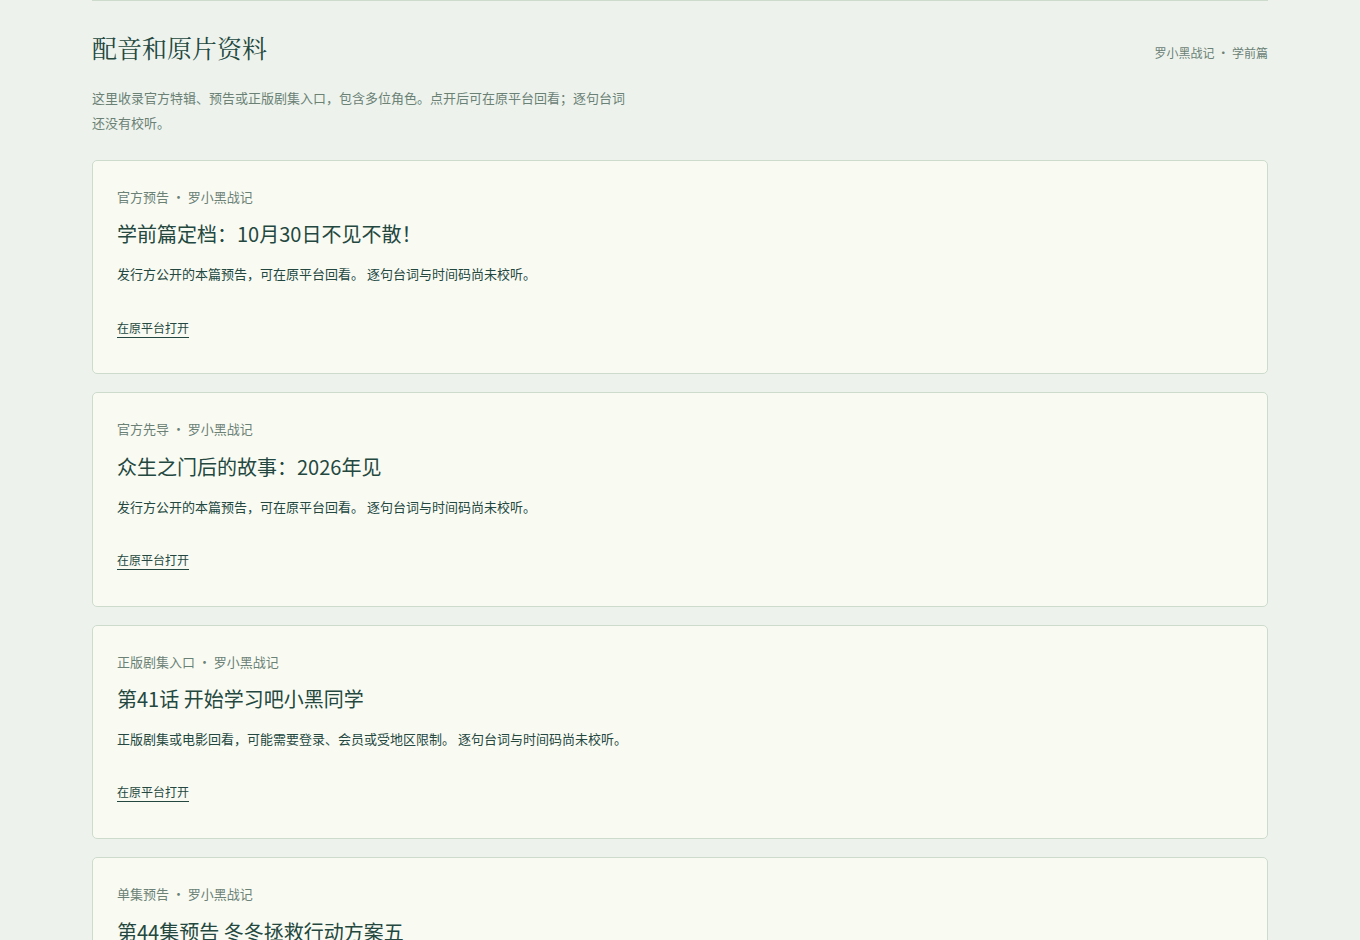 配音和原片资料
罗小黑战记 · 学前篇
这里收录官方特辑、预告或正版剧集入口，包含多位角色。点开后可在原平台回看；逐句台词
还没有校听。
官方预告 · 罗小黑战记
学前篇定档：10月30日不见不散！
发行方公开的本篇预告，可在原平台回看。 逐句台词与时间码尚未校听。
在原平台打开
官方先导 · 罗小黑战记
众生之门后的故事：2026年见
发行方公开的本篇预告，可在原平台回看。 逐句台词与时间码尚未校听。
在原平台打开
正版剧集入口 · 罗小黑战记
第41话 开始学习吧小黑同学
正版剧集或电影回看，可能需要登录、会员或受地区限制。 逐句台词与时间码尚未校听。
在原平台打开
单集预告 · 罗小黑战记
第44集预告 冬冬拯救行动方案五